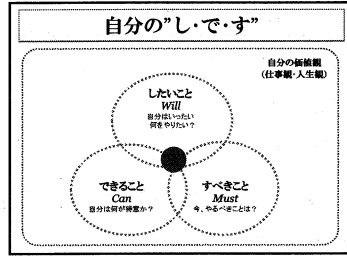 自分の”し・で・す”
自分の価値観
(仕事観・人生観)
したいこと
Will
自分はいったい
何をやりたい？
できること
Can
自分は何が得意か？
すべきこと
Must
今、やるべきことは？